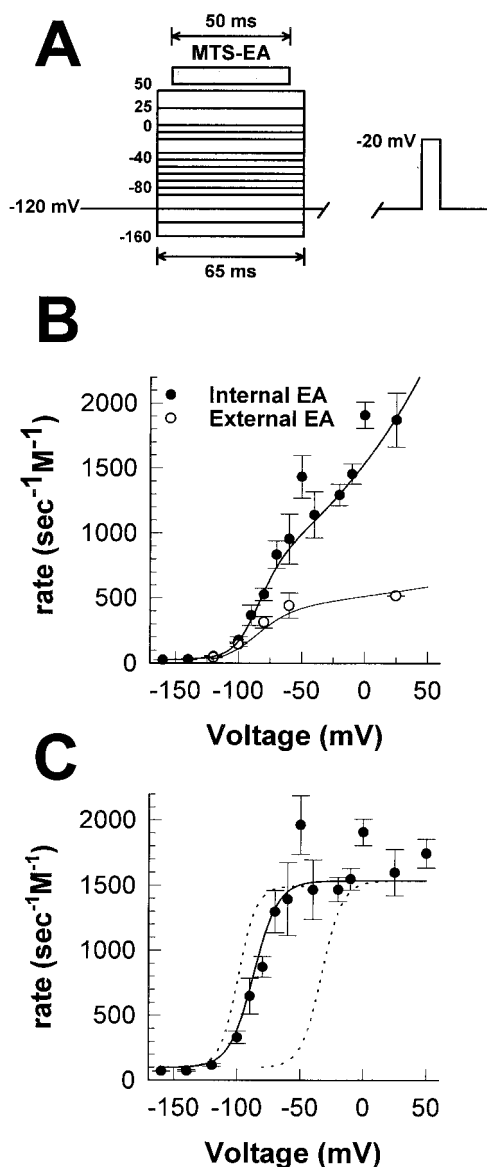 A
50 ms
MTS-EA
50
25
0
-40
-80
-120 mV
-160
65 ms
-20 mV
B
rate (sec⁻¹M⁻¹)
2000
1500
1000
500
0
Internal EA
External EA
-150 -100 -50 0 50
Voltage (mV)
C
rate (sec⁻¹M⁻¹)
2000
1500
1000
500
0
-150 -100 -50 0 50
Voltage (mV)